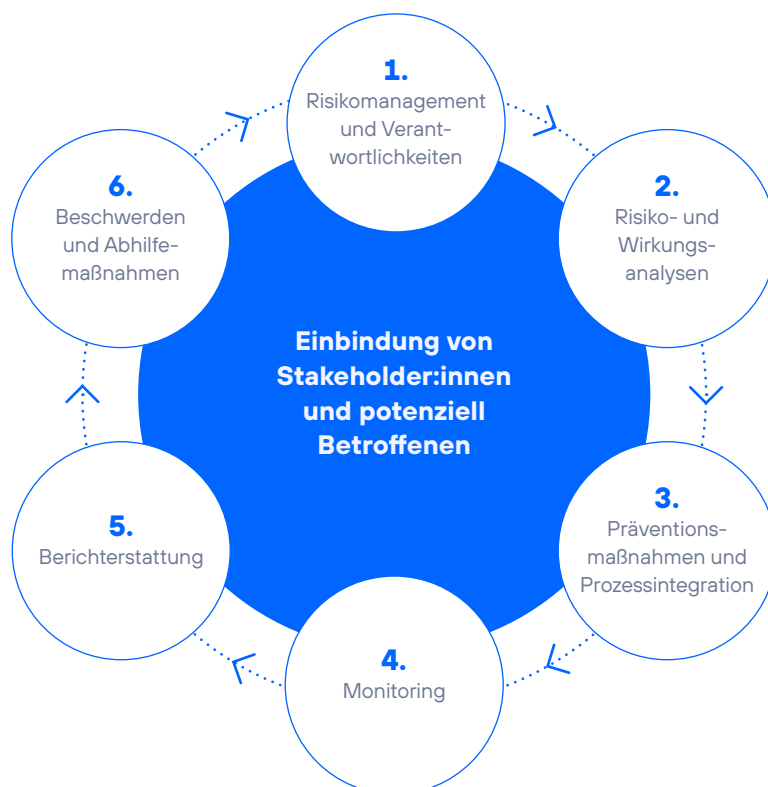 1.
Risikomanagement
und Verant-
wortlichkeiten
2.
Risiko- und
Wirkungs-
analysen
3.
Präventions-
maßnahmen und
Prozessintegration
4.
Monitoring
5.
Berichterstattung
6.
Beschwerden
und Abhilfe-
maßnahmen
Einbindung von
Stakeholder:innen
und potenziell
Betroffenen